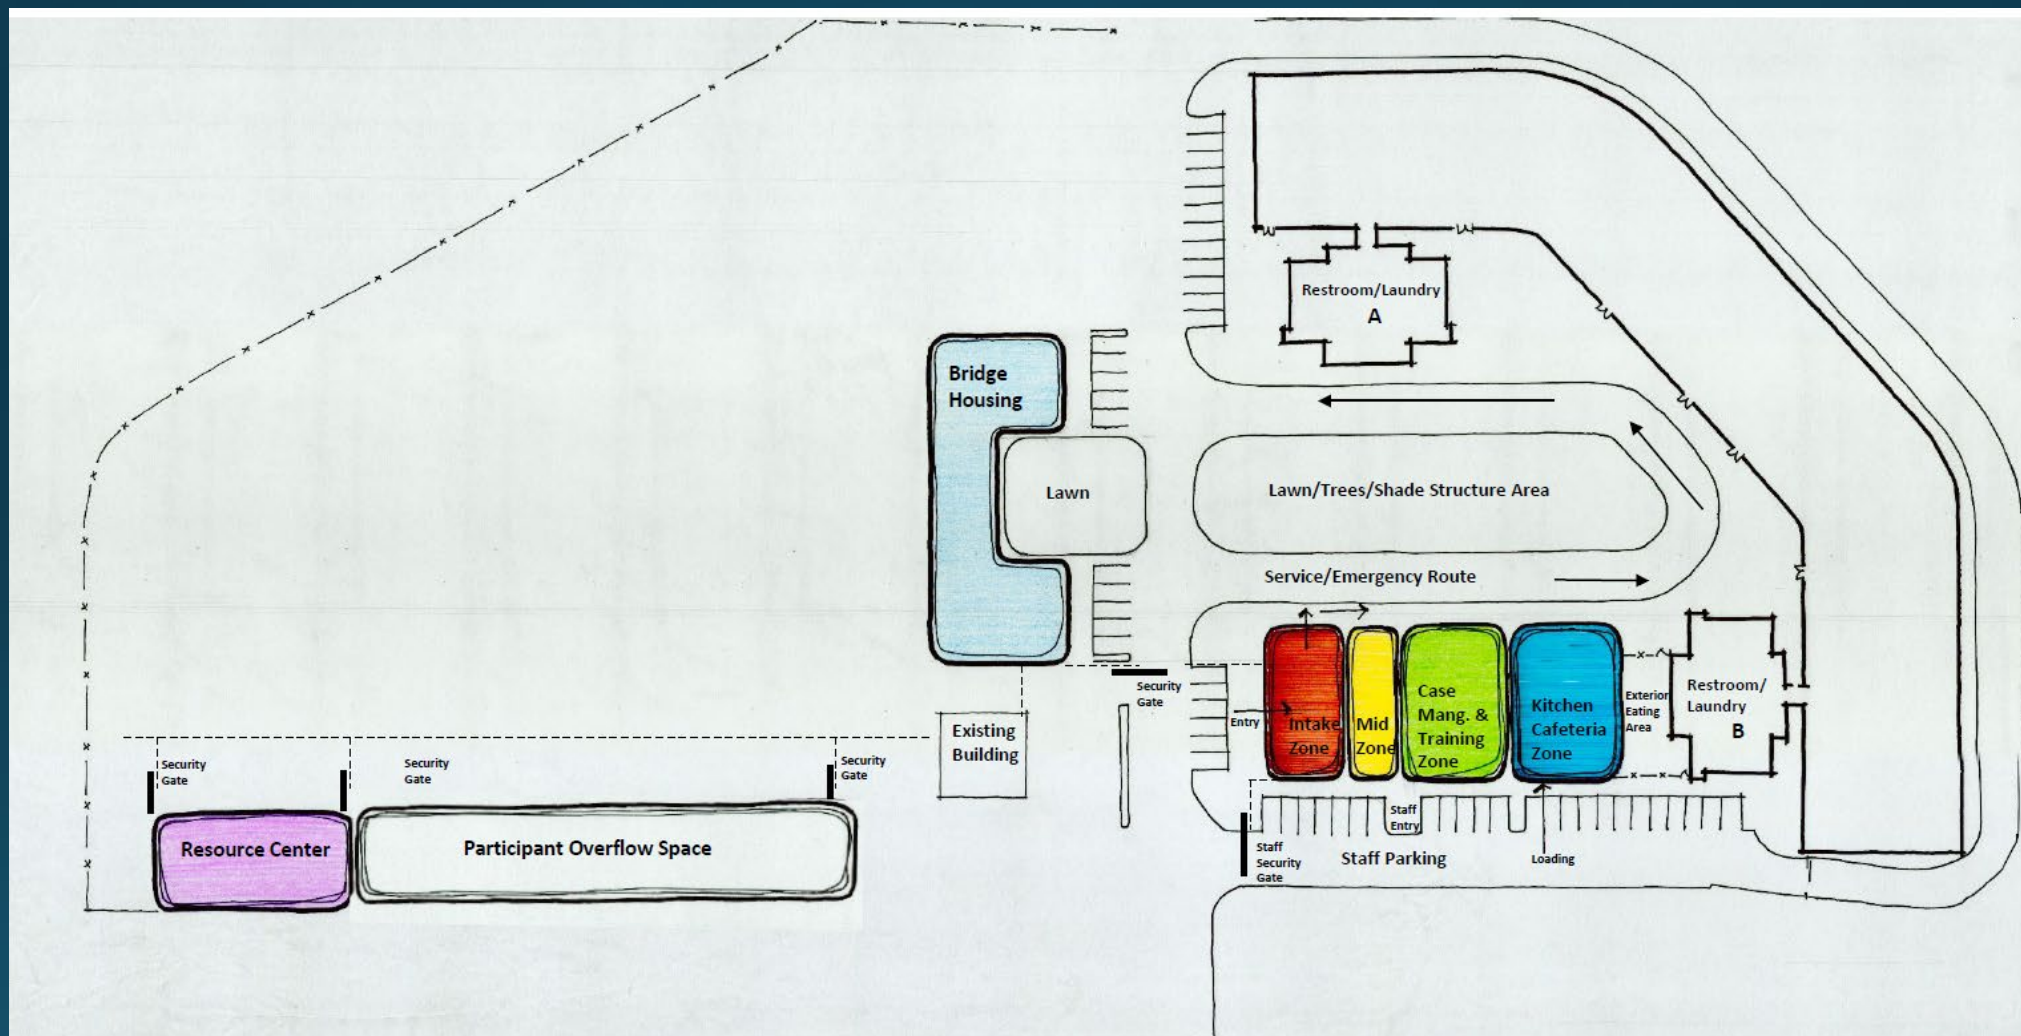 Restroom/Laundry
A
Bridge
Housing
Lawn
Lawn/Trees/Shade Structure Area
Service/Emergency Route
Security
Gate
Entry
Intake
Zone
Mid
Zone
Case
Mang. &
Training
Zone
Kitchen
Cafeteria
Zone
Exterior
Eating
Area
Restroom/
Laundry
B
Existing
Building
Security
Gate
Security
Gate
Security
Gate
Resource Center
Participant Overflow Space
Staff
Entry
Staff
Security
Gate
Staff Parking
Loading